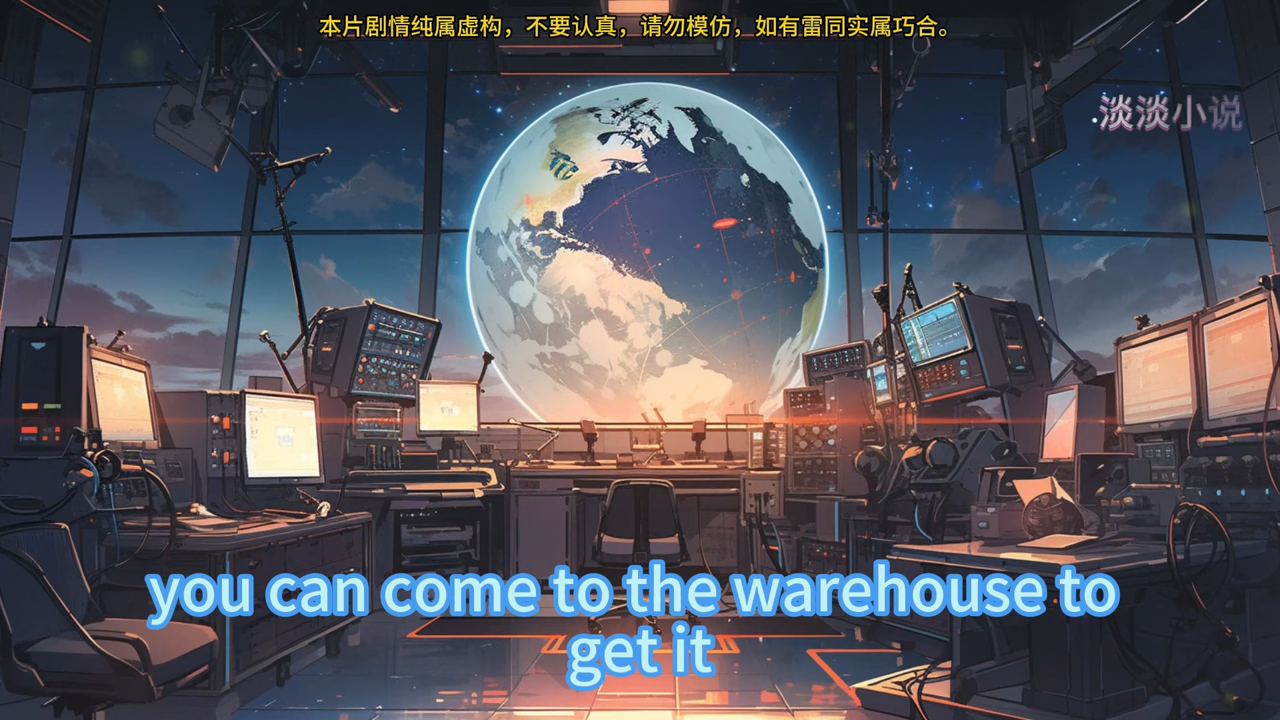 本片剧情纯属虚构，不要认真，请勿模仿，如有雷同实属巧合。
淡淡小说
you can come to the warehouse to
get it